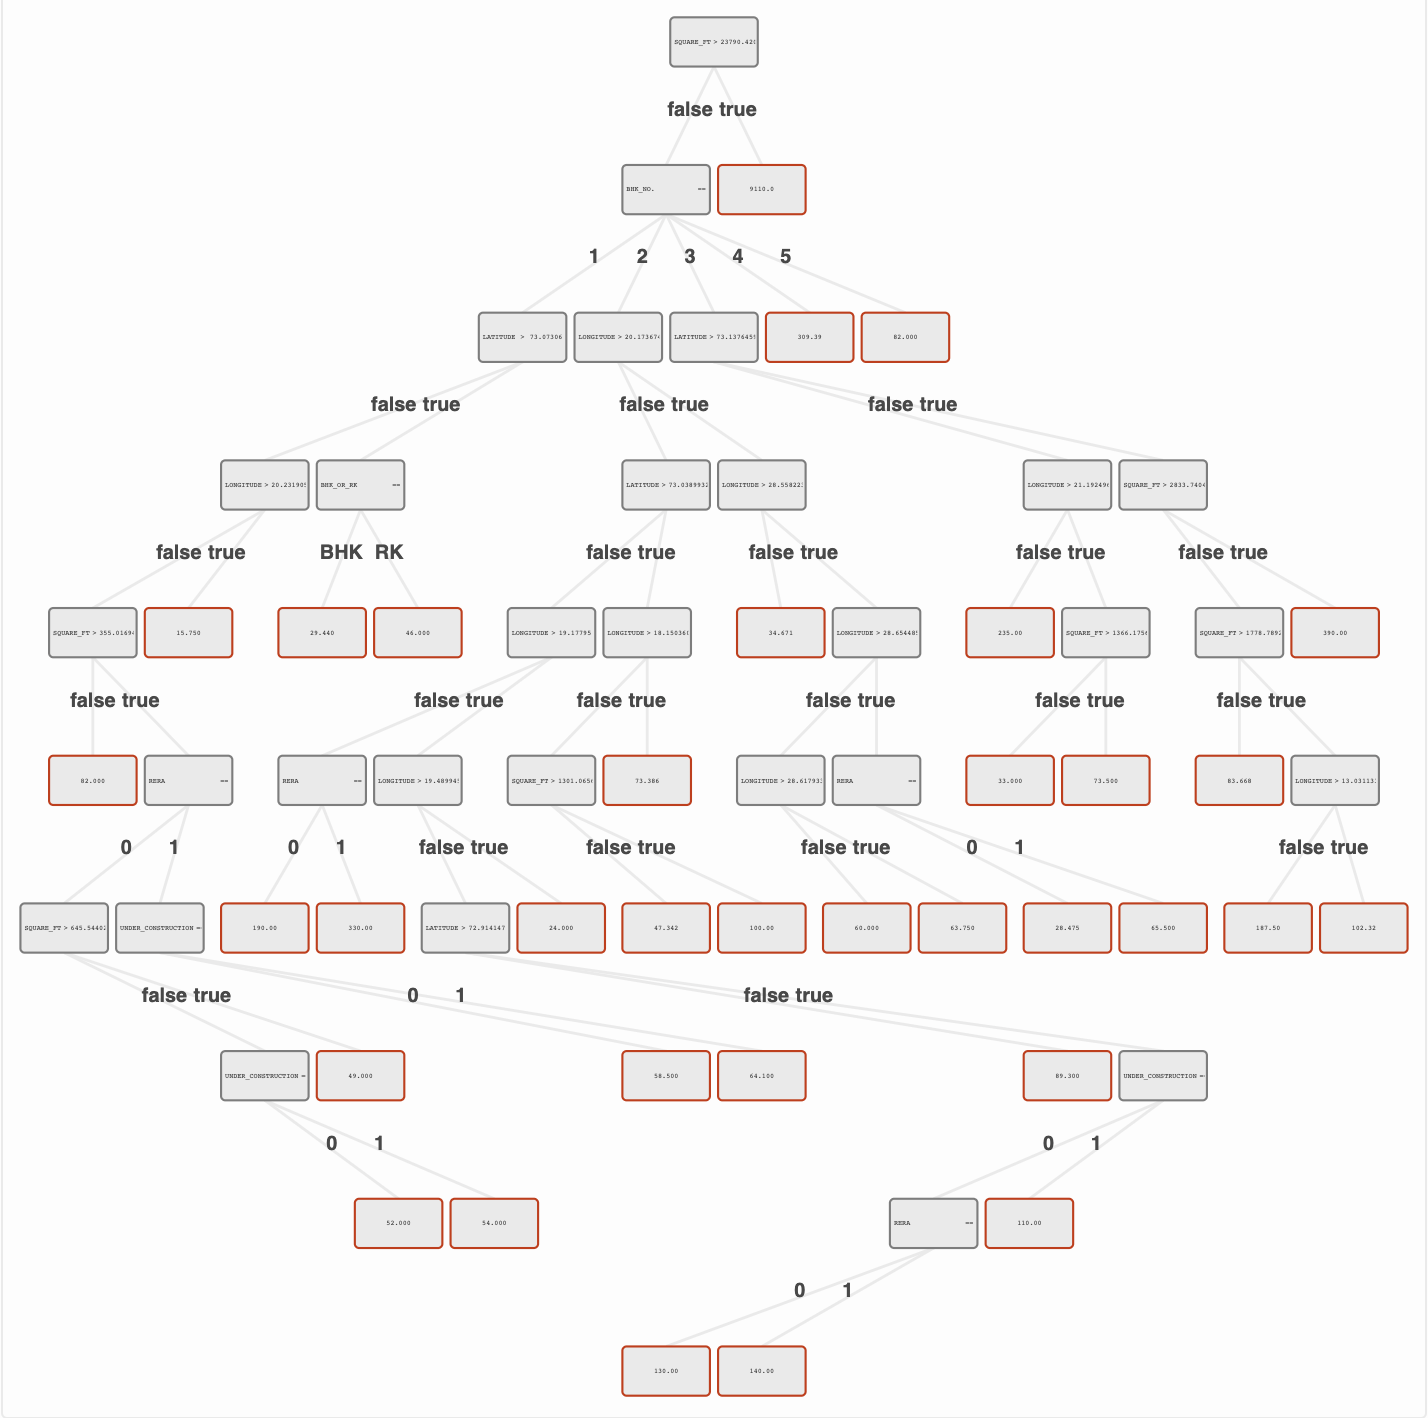 SQUARE_FT > 23790.428
false true
BHK_NO. ==
9110.0
1 2 3 4 5
LATITUDE > 73.07306
LONGITUDE > 20.173674
LATITUDE > 73.1376455
309.39
82.000
false true
false true
false true
LONGITUDE > 20.231905
BHK_OR_RK ==
LATITUDE > 73.0389932
LONGITUDE > 28.558223
LONGITUDE > 21.192496
SQUARE_FT > 2833.7404
false true
BHK RK
false true
false true
false true
false true
SQUARE_FT > 355.01694
15.750
29.440
46.000
LONGITUDE > 19.17795
LONGITUDE > 18.150360
34.671
LONGITUDE > 28.654485
235.00
SQUARE_FT > 1366.1756
SQUARE_FT > 1778.7892
390.00
false true
false true
false true
false true
false true
false true
82.000
RERA ==
RERA ==
LONGITUDE > 19.489945
SQUARE_FT > 1301.0656
73.386
LONGITUDE > 28.617933
RERA ==
33.000
73.500
83.668
LONGITUDE > 13.031133
0 1
0 1
false true
false true
false true
0 1
false true
SQUARE_FT > 645.54402
UNDER_CONSTRUCTION =
190.00
330.00
LATITUDE > 72.914147
24.000
47.342
100.00
60.000
63.750
28.475
65.500
187.50
102.32
false true
0 1
false true
UNDER_CONSTRUCTION =
49.000
58.500
64.100
89.300
UNDER_CONSTRUCTION =
0 1
0 1
52.000
54.000
RERA ==
110.00
0 1
130.00
140.00